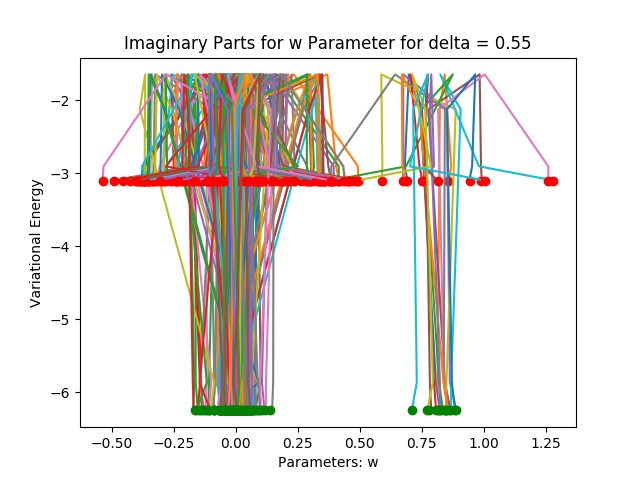 Imaginary Parts for w Parameter for delta = 0.55
Variational Energy
−2
−3
−4
−5
−6
−0.50 −0.25 0.00 0.25 0.50 0.75 1.00 1.25
Parameters: w